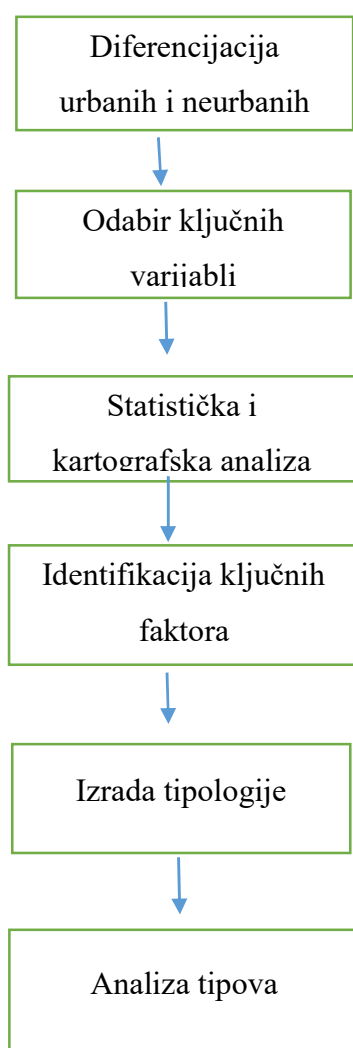 Diferencijacija
urbanih i neurbanih
Odabir ključnih
varijabli
Statistička i
kartografska analiza
Identifikacija ključnih
faktora
Izrada tipologije
Analiza tipova